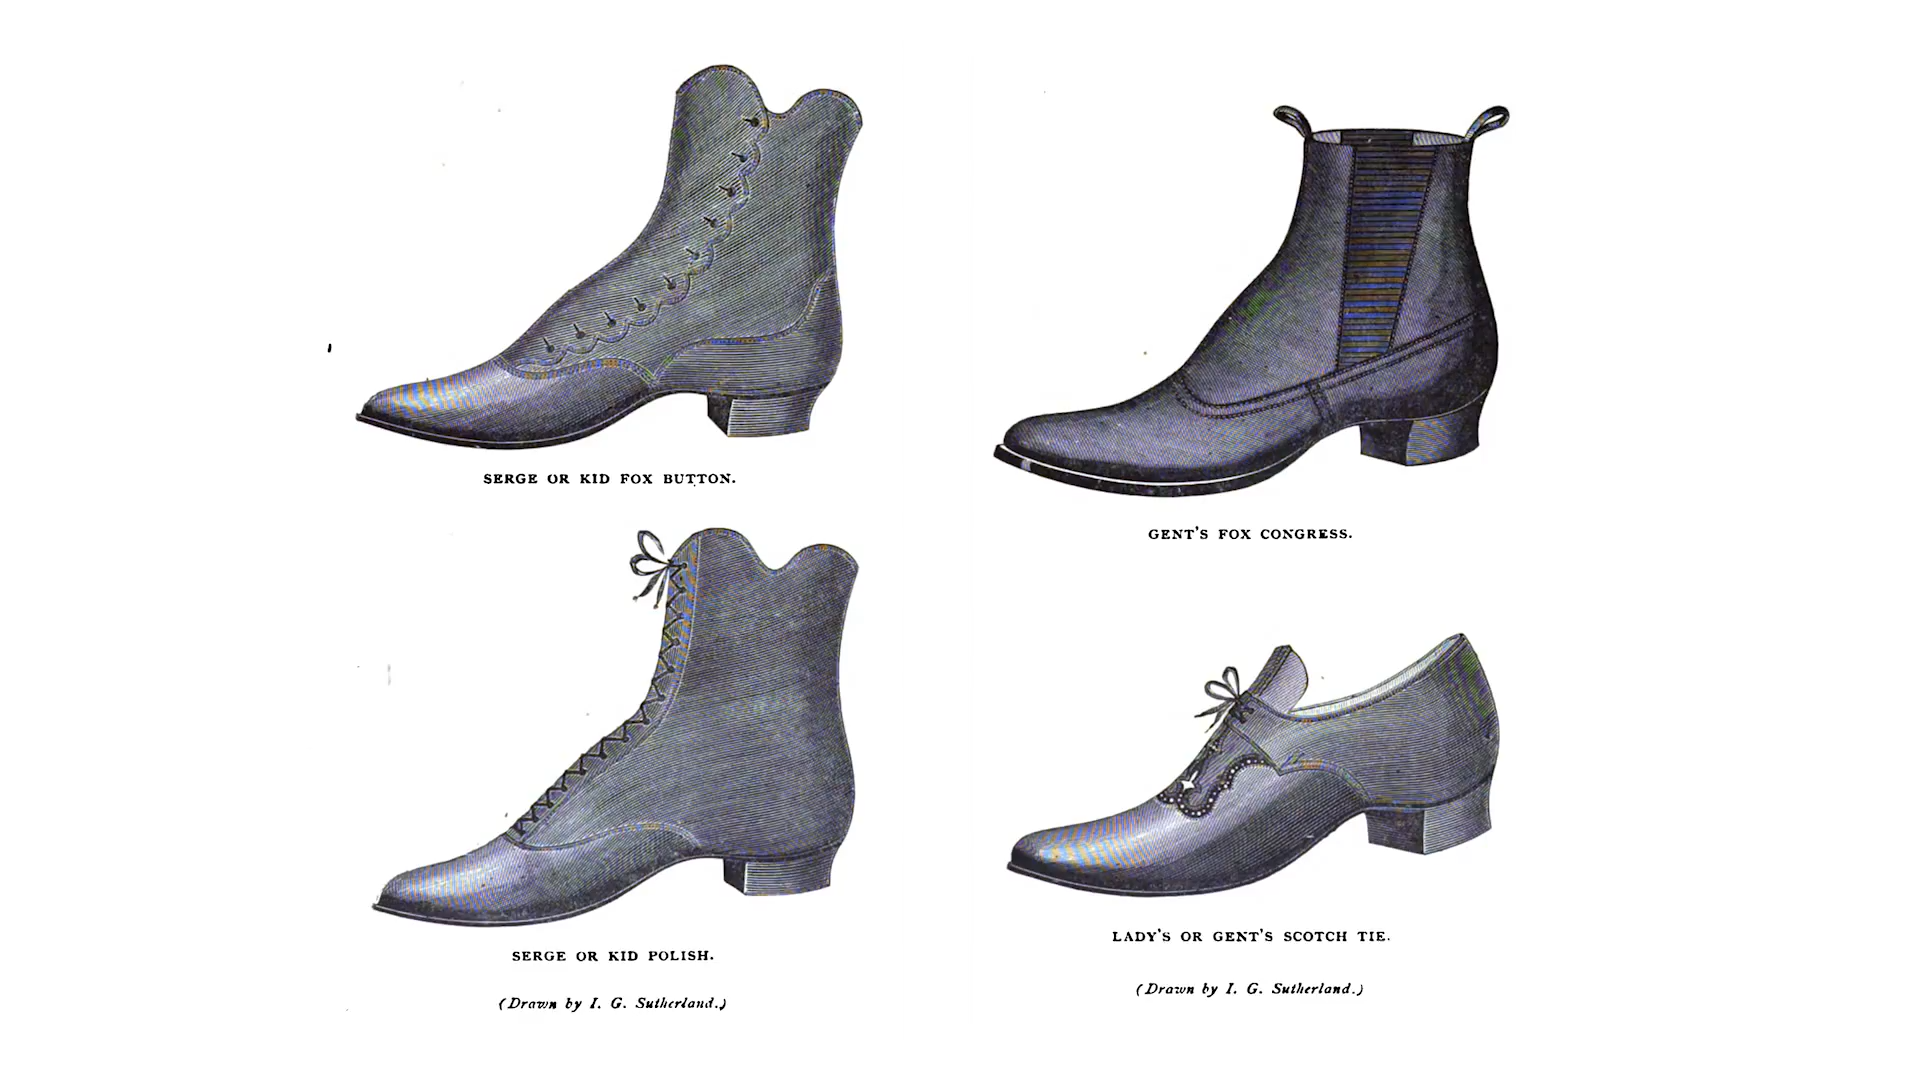 SERGE OR KID FOX BUTTON.
GENT'S FOX CONGRESS.
SERGE OR KID POLISH.
(Drawn by I. G. Sutherland.)
LADY'S OR GENT'S SCOTCH TIE.
(Drawn by I. G. Sutherland.)